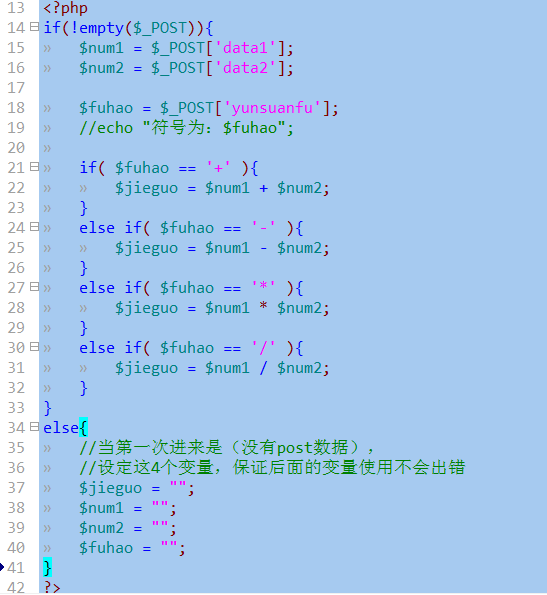 13 <?php
14 if(!empty($_POST)){
15 » $num1 = $_POST['data1'];
16 » $num2 = $_POST['data2'];
17
18 » $fuhao = $_POST['yunsuanfu'];
19 » //echo "符号为：$fuhao";
20 »
21 » if( $fuhao == '+' ){
22 » » $jieguo = $num1 + $num2;
23 » }
24 » else if( $fuhao == '-' ){
25 » » $jieguo = $num1 - $num2;
26 » }
27 » else if( $fuhao == '*' ){
28 » » $jieguo = $num1 * $num2;
29 » }
30 » else if( $fuhao == '/' ){
31 » » $jieguo = $num1 / $num2;
32 » }
33 }
34 else{
35 » //当第一次进来是（没有post数据），
36 » //设定这4个变量，保证后面的变量使用不会出错
37 » $jieguo = "";
38 » $num1 = "";
39 » $num2 = "";
40 » $fuhao = "";
41 }
42 ?>